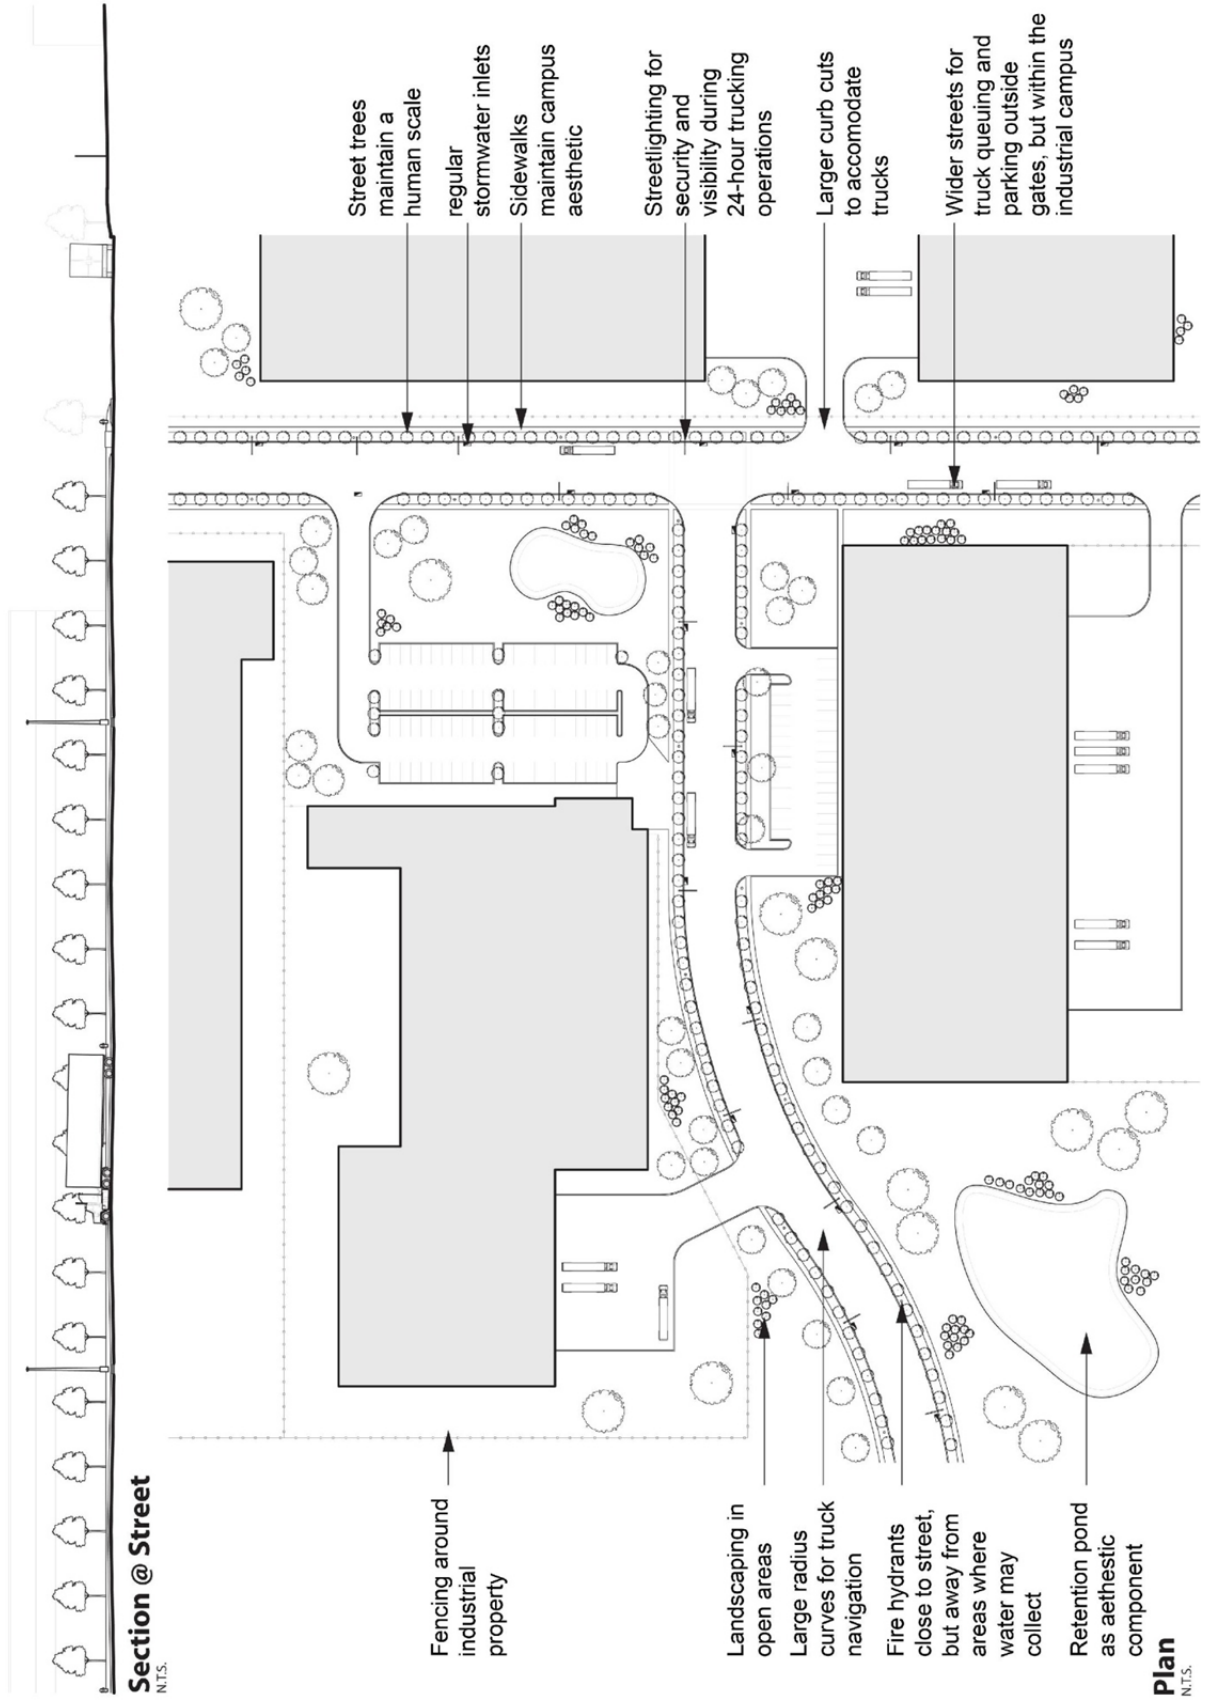 Section @ Street
N.T.S.
Street trees
maintain a
human scale
regular
stormwater inlets
Sidewalks
maintain campus
aesthetic
Streetlighting for
security and
visibility during
24-hour trucking
operations
Larger curb cuts
to accomodate
trucks
Wider streets for
truck queuing and
parking outside
gates, but within the
industrial campus
Fencing around
industrial
property
Landscaping in
open areas
Large radius
curves for truck
navigation
Fire hydrants
close to street,
but away from
areas where
water may
collect
Retention pond
as aethestic
component
Plan
N.T.S.